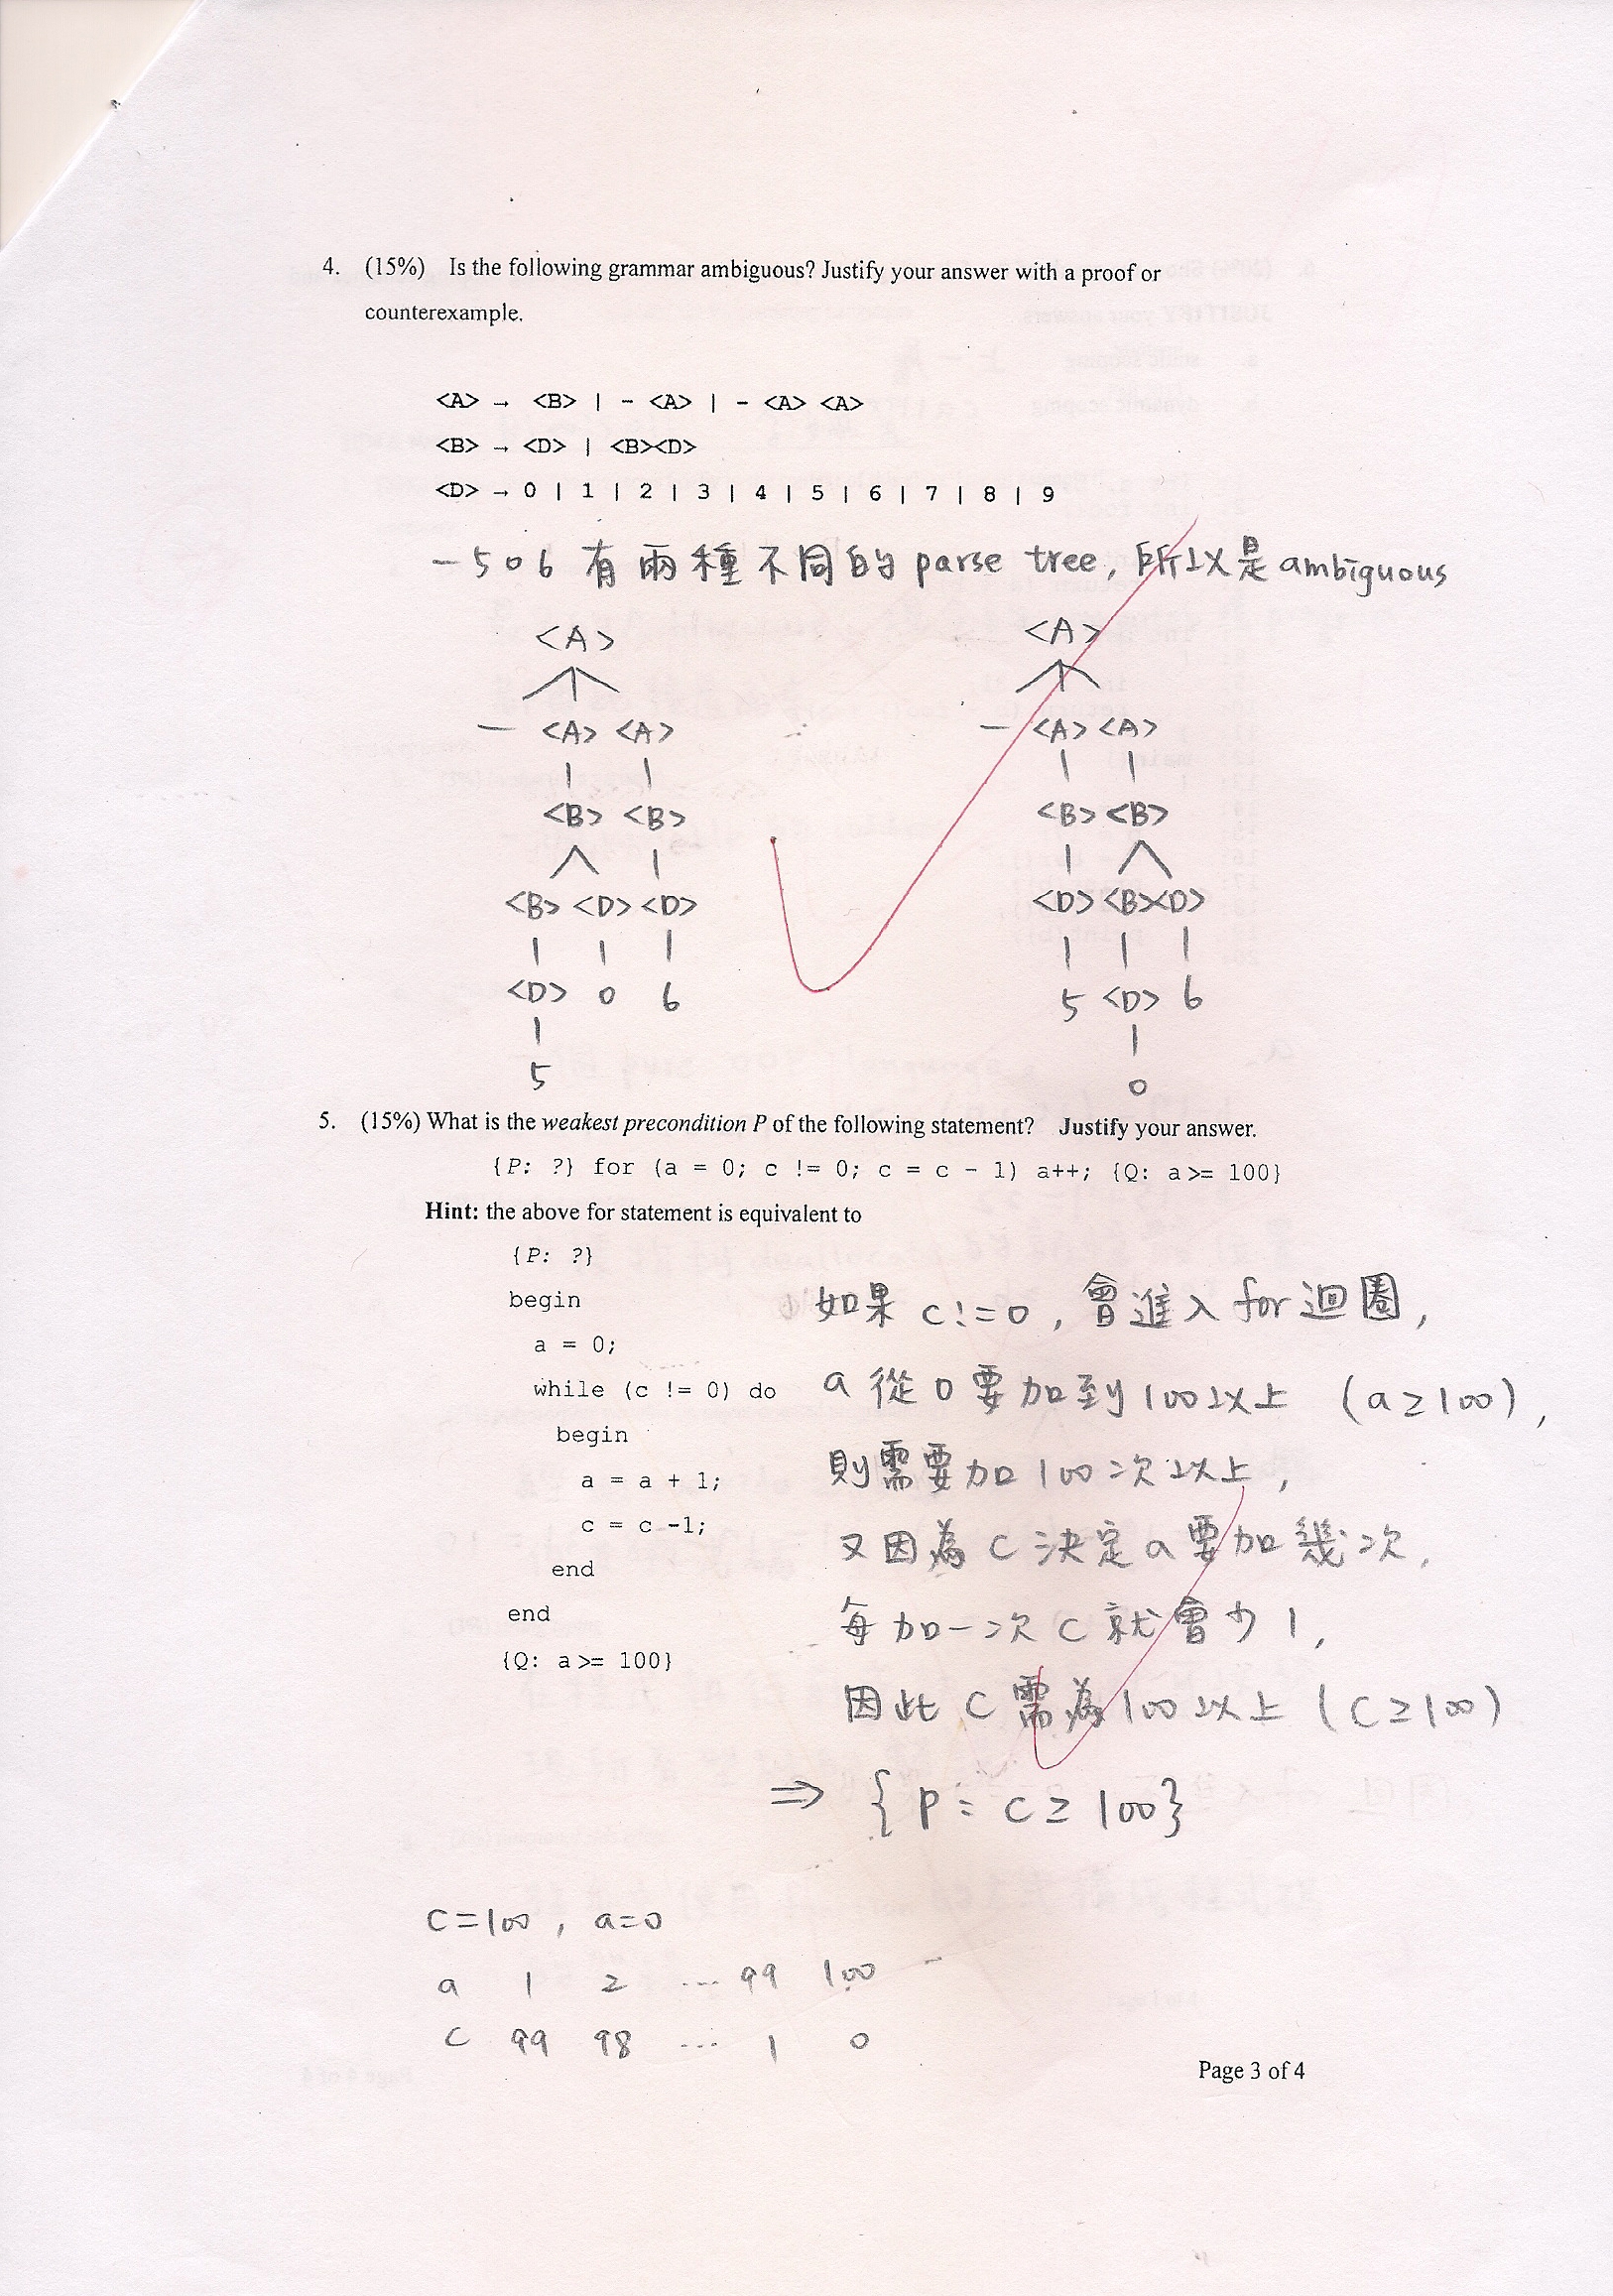 4. (15%) Is the following grammar ambiguous? Justify your answer with a proof or
counterexample.
<A> → <B> | - <A> | - <A> <A>
<B> → <D> | <B><D>
<D> → 0 | 1 | 2 | 3 | 4 | 5 | 6 | 7 | 8 | 9
-506 有兩種不同的 parse tree, 所以是 ambiguous
<A> <A>
- <A> <A> - <A> <A>
<B> <B> <B> <B>
<B> <D> <D> <D> <B><D>
<D> 0 6 5 <D> 6
5 0
5. (15%) What is the weakest precondition P of the following statement? Justify your answer.
{P: ?} for (a = 0; c != 0; c = c - 1) a++; {Q: a>= 100}
Hint: the above for statement is equivalent to
{P: ?}
begin
a = 0;
while (c != 0) do
begin
a = a + 1;
c = c -1;
end
end
{Q: a>= 100}
如果 c!=0, 會進入 for 迴圈,
a 從 0 要加到 100 以上 (a≥100),
則需要加 100 次以上,
又因為 C 決定 a 要加幾次,
每加一次 C 就會少 1,
因此 C 需為 100 以上 (C≥100)
⇒ {P: C≥100}
C=100, a=0
a 1 2 ... 99 100
C 99 98 ... 1 0
Page 3 of 4